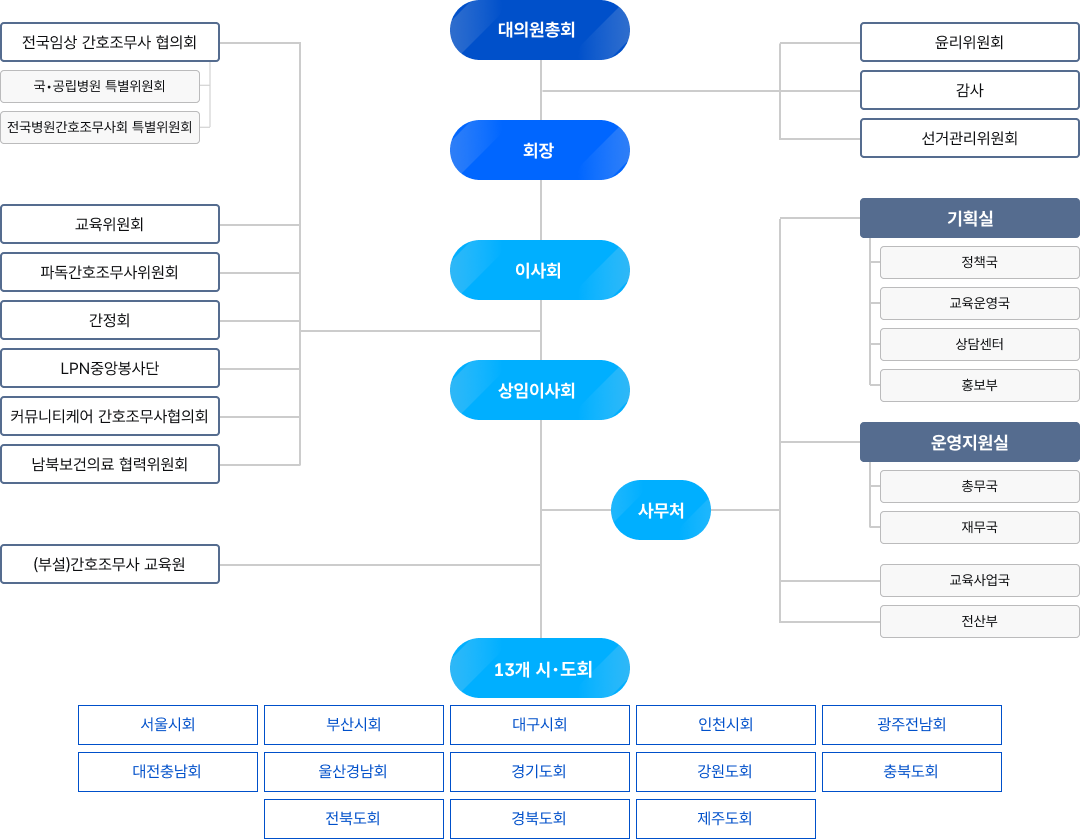 대의원총회
전국임상 간호조무사 협의회
국·공립병원 특별위원회
전국병원간호조무사회 특별위원회
윤리위원회
감사
선거관리위원회
회장
이사회
상임이사회
교육위원회
파독간호조무사위원회
간정회
LPN중앙봉사단
커뮤니티케어 간호조무사협의회
남북보건의료 협력위원회
(부설)간호조무사 교육원
사무처
기획실
정책국
교육운영국
상담센터
홍보부
운영지원실
총무국
재무국
교육사업국
전산부
13개 시·도회
서울시회
부산시회
대구시회
인천시회
광주전남회
대전충남회
울산경남회
경기도회
강원도회
충북도회
전북도회
경북도회
제주도회